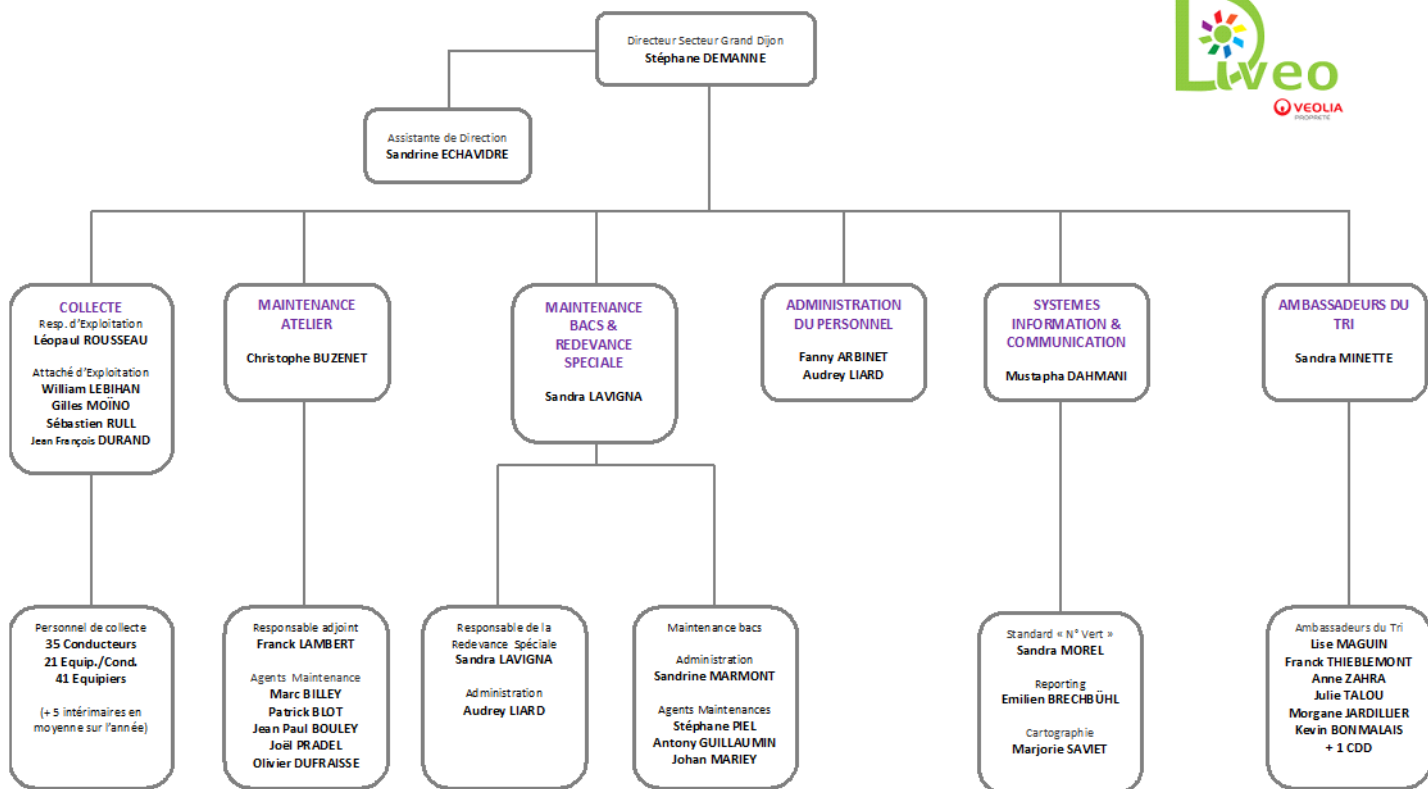 Diveo
VEOLIA
PROPRETÉ
Directeur Secteur Grand Dijon
Stéphane DEMANNE
Assistante de Direction
Sandrine ECHAVIDRE
COLLECTE
Resp. d'Exploitation
Léopaul ROUSSEAU
Attaché d'Exploitation
William LEBIHAN
Gilles MOÏNO
Sébastien RULL
Jean François DURAND
MAINTENANCE
ATELIER
Christophe BUZENET
MAINTENANCE
BACS &
REDEVANCE
SPECIALE
Sandra LAVIGNA
ADMINISTRATION
DU PERSONNEL
Fanny ARBINET
Audrey LIARD
SYSTEMES
INFORMATION &
COMMUNICATION
Mustapha DAHMANI
AMBASSADEURS DU
TRI
Sandra MINETTE
Personnel de collecte
35 Conducteurs
21 Equip./Cond.
41 Equipiers
(+ 5 intérimaires en
moyenne sur l'année)
Responsable adjoint
Franck LAMBERT
Agents Maintenance
Marc BILLEY
Patrick BLOT
Jean Paul BOULEY
Joël PRADEL
Olivier DUFRAISSE
Responsable de la
Redevance Spéciale
Sandra LAVIGNA
Administration
Audrey LIARD
Maintenance bacs
Administration
Sandrine MARMONT
Agents Maintenances
Stéphane PIEL
Antony GUILLAUMIN
Johan MARIEY
Standard « N° Vert »
Sandra MOREL
Reporting
Emilien BRECHBÜHL
Cartographie
Marjorie SAVIET
Ambassadeurs du Tri
Lise MAGUIN
Franck THIEBLEMONT
Anne ZAHRA
Julie TALOU
Morgane JARDILLIER
Kevin BONMALAIS
+ 1 CDD